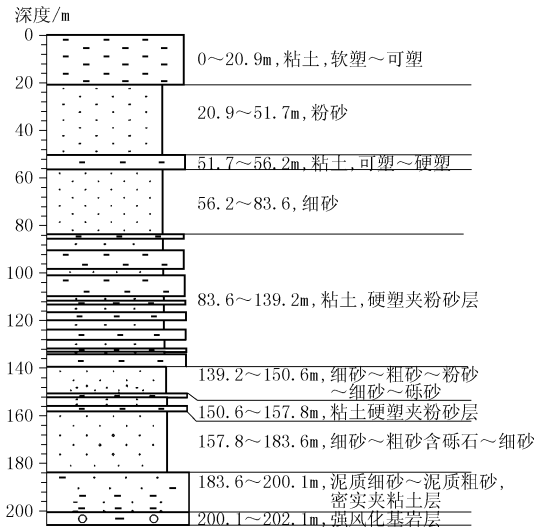 深度/m
0
0～20.9m,粘土,软塑～可塑
20
20.9～51.7m,粉砂
40
51.7～56.2m,粘土,可塑～硬塑
60
56.2～83.6,细砂
80
100
83.6～139.2m,粘土,硬塑夹粉砂层
120
140
139.2～150.6m,细砂～粗砂～粉砂
～细砂～砾砂
160
150.6～157.8m,粘土硬塑夹粉砂层
157.8～183.6m,细砂～粗砂含砾石～细砂
180
183.6～200.1m,泥质细砂～泥质粗砂,
密实夹粘土层
200
200.1～202.1m,强风化基岩层